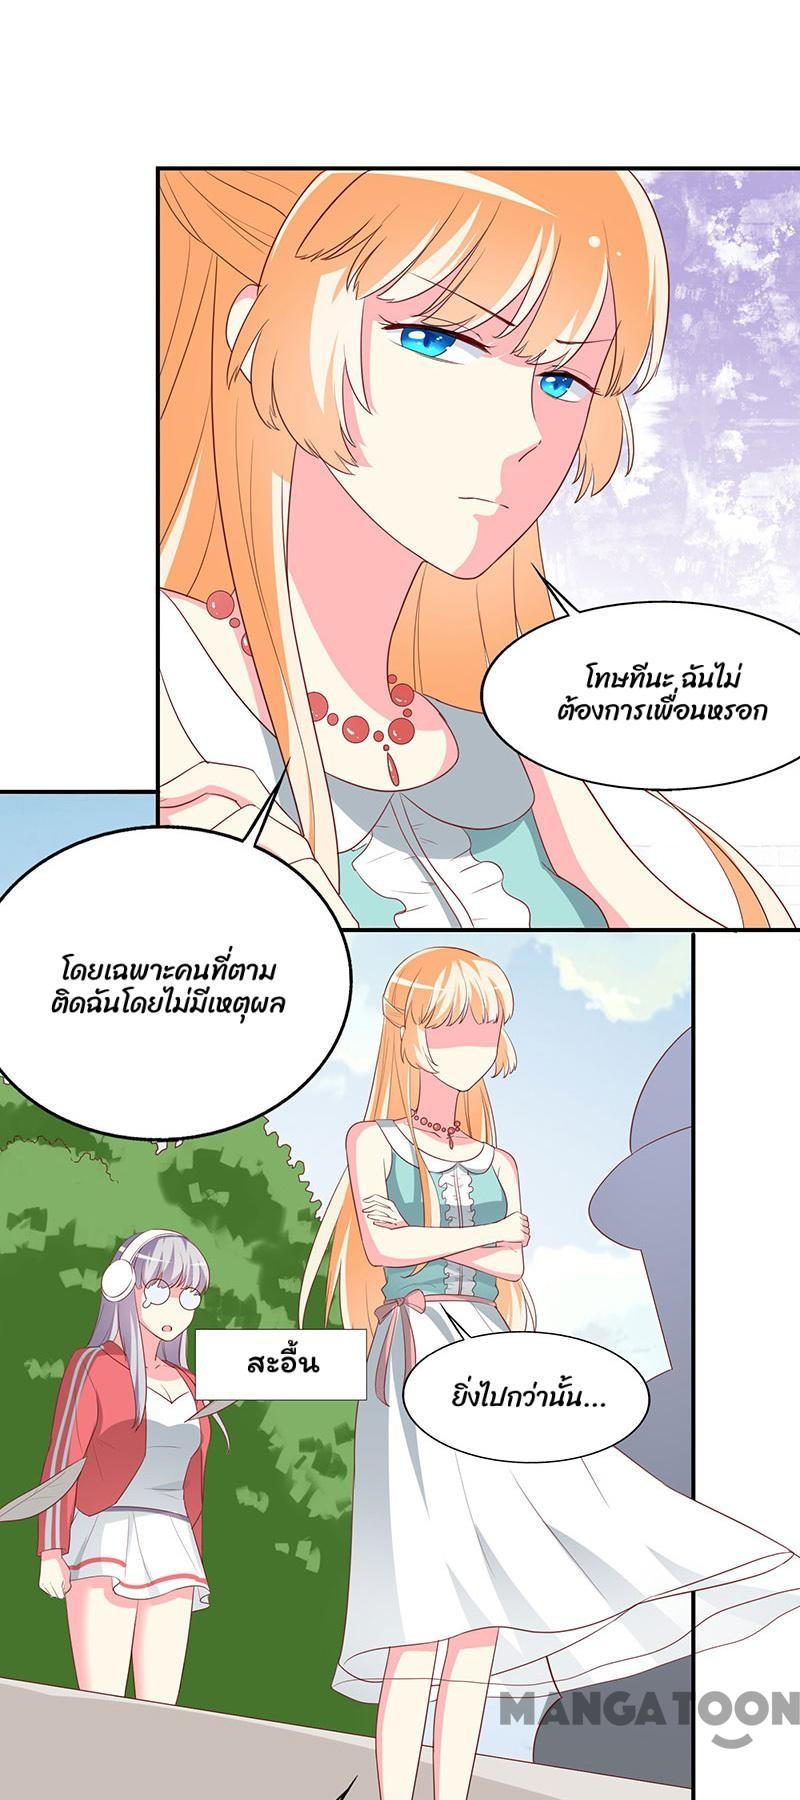 โทษทีนะ ฉันไม่
ต้องการเพื่อนหรอก
โดยเฉพาะคนที่ตาม
ติดฉันโดยไม่มีเหตุผล
สะอื้น
ยิ่งไปกว่านั้น...
MANGATOON